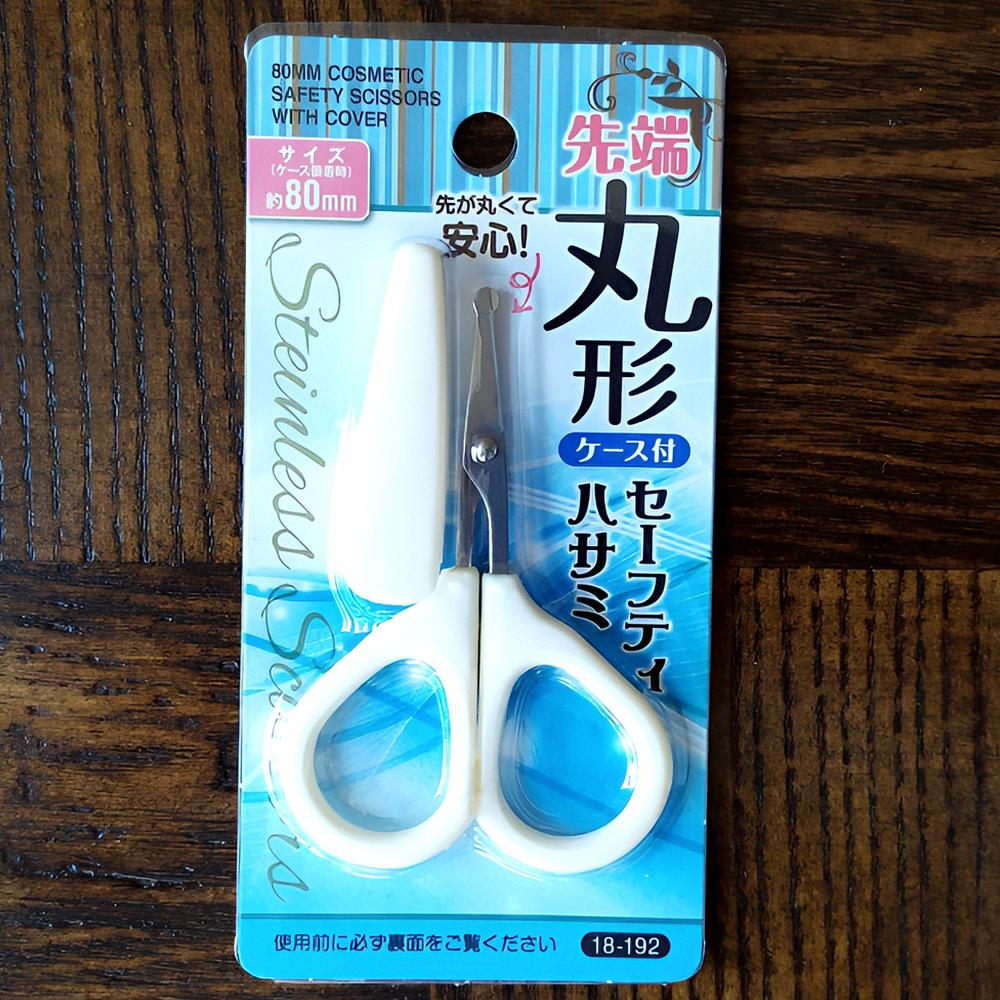 80MM COSMETIC
SAFETY SCISSORS
WITH COVER
サイズ
(ケース装着時)
約80mm
先が丸くて
安心!
先端
丸形
ケース付
セーフティ
ハサミ
Steinless Scissors
使用前に必ず裏面をご覧ください
18-192